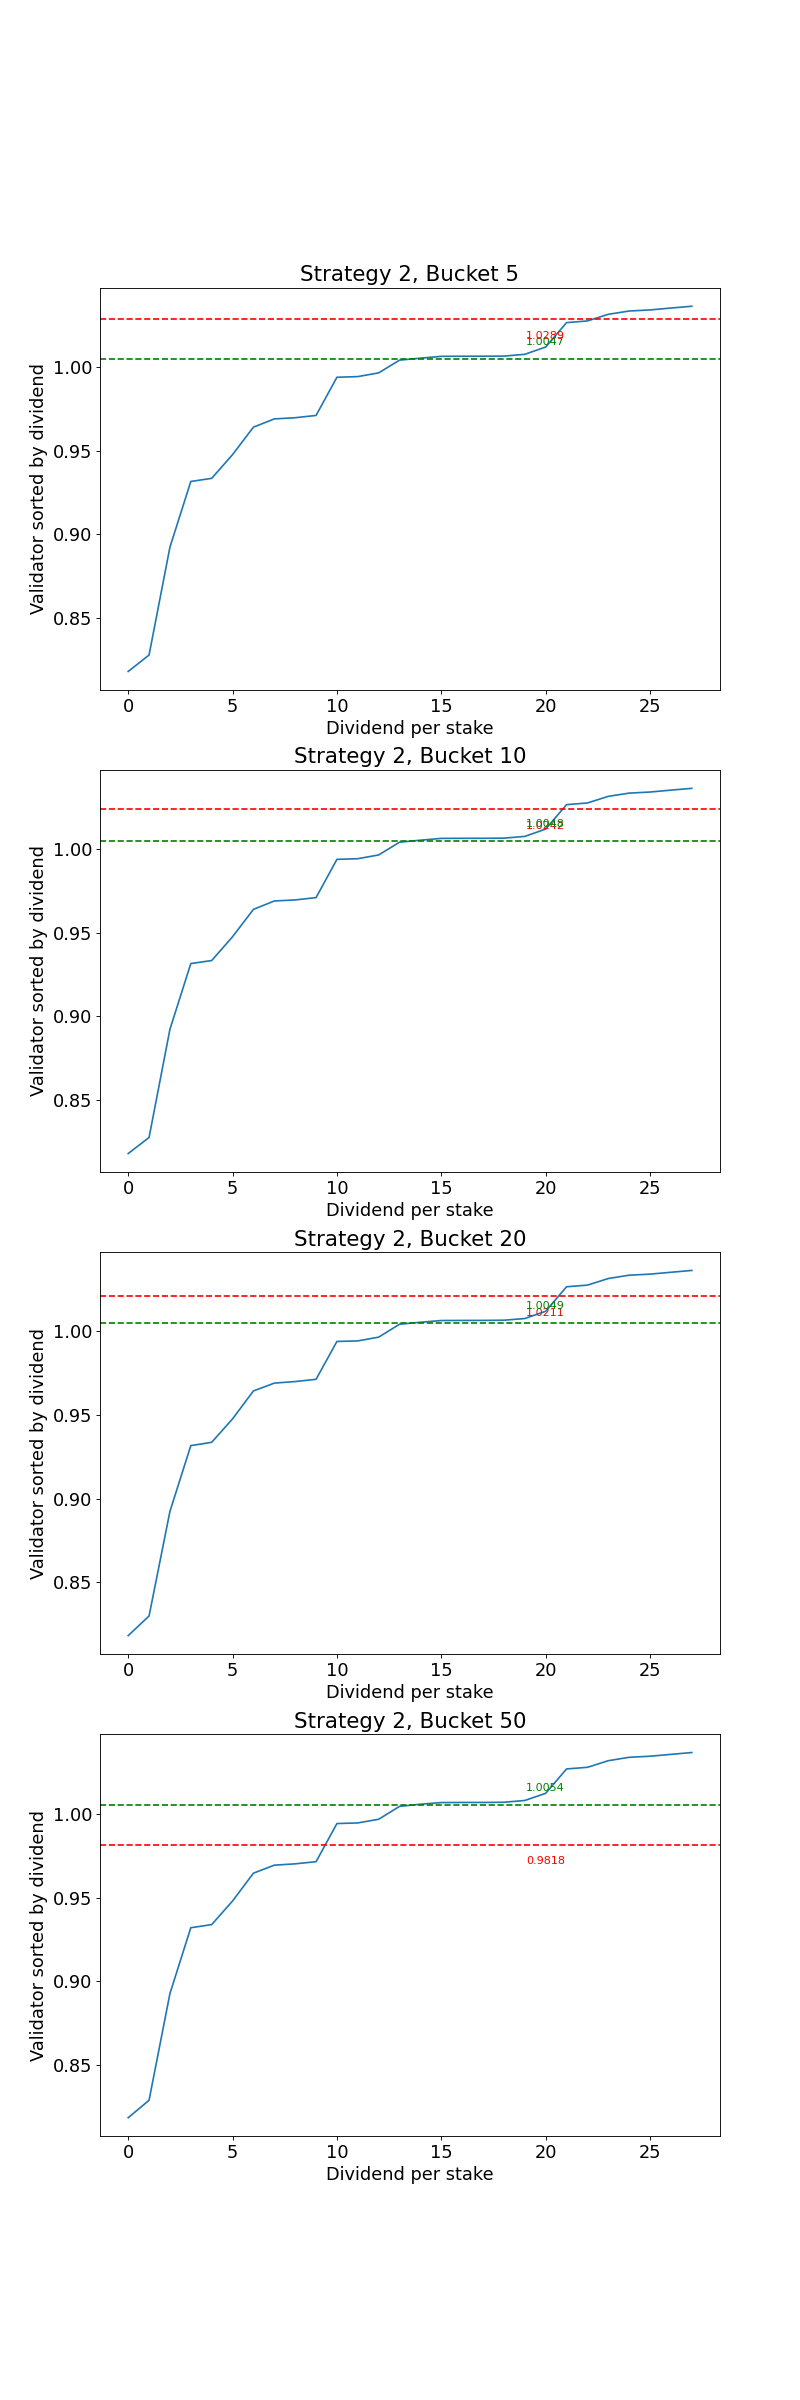 Strategy 2, Bucket 5
Validator sorted by dividend
1.00
0.95
0.90
0.85
1.0289
1.0047
0 5 10 15 20 25
Dividend per stake
Strategy 2, Bucket 10
Validator sorted by dividend
1.00
0.95
0.90
0.85
1.0048
1.0242
0 5 10 15 20 25
Dividend per stake
Strategy 2, Bucket 20
Validator sorted by dividend
1.00
0.95
0.90
0.85
1.0049
1.0211
0 5 10 15 20 25
Dividend per stake
Strategy 2, Bucket 50
Validator sorted by dividend
1.00
0.95
0.90
0.85
1.0054
0.9818
0 5 10 15 20 25
Dividend per stake